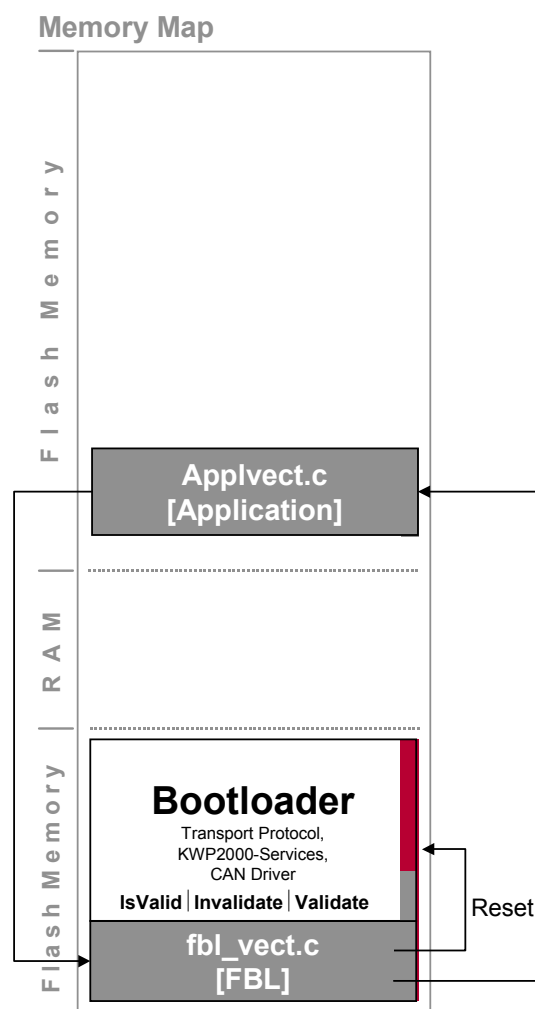 Memory Map
Flash Memory
Applvect.c
[Application]
RAM
Flash Memory
Bootloader
Transport Protocol,
KWP2000-Services,
CAN Driver
IsValid | Invalidate | Validate
Reset
fbl_vect.c
[FBL]